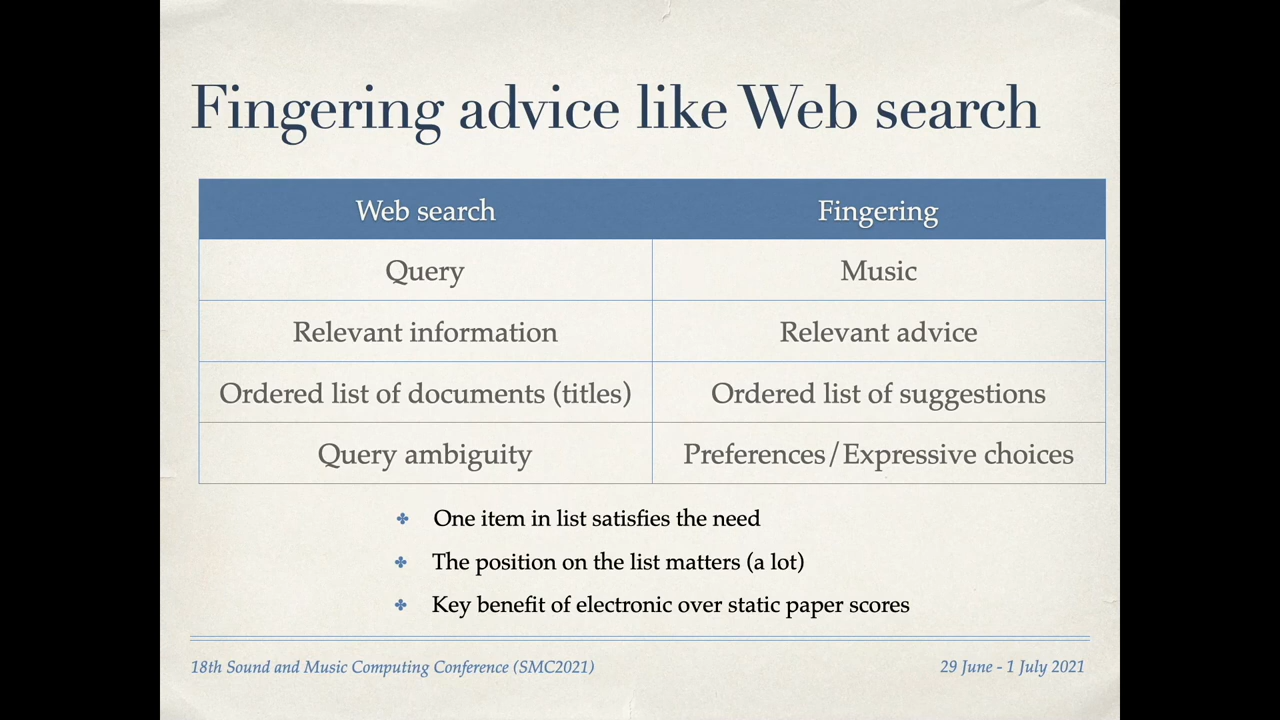 Fingering advice like Web search
Web search Fingering
Query Music
Relevant information Relevant advice
Ordered list of documents (titles) Ordered list of suggestions
Query ambiguity Preferences/Expressive choices
One item in list satisfies the need
The position on the list matters (a lot)
Key benefit of electronic over static paper scores
18th Sound and Music Computing Conference (SMC2021) 29 June - 1 July 2021